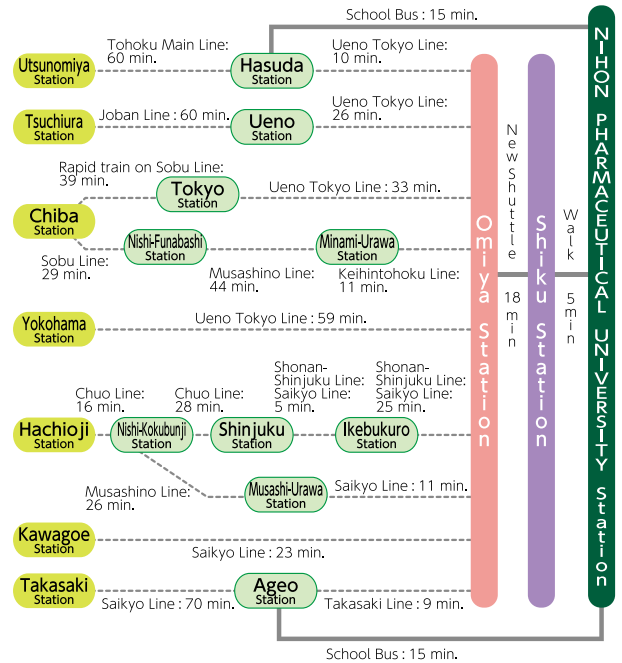 School Bus : 15 min.
Tohoku Main Line:
60 min.
Ueno Tokyo Line:
10 min.
Utsunomiya
Station
Hasuda
Station
Joban Line : 60 min.
Ueno Tokyo Line:
26 min.
Tsuchiura
Station
Ueno
Station
Rapid train on Sobu Line:
39 min.
Tokyo
Station
Ueno Tokyo Line : 33 min.
Chiba
Station
Nishi-Funabashi
Station
Minami-Urawa
Station
Sobu Line:
29 min.
Musashino Line:
44 min.
Keihintohoku Line:
11 min.
Yokohama
Station
Ueno Tokyo Line : 59 min.
Chuo Line:
16 min.
Chuo Line:
28 min.
Shonan-
Shinjuku Line:
Saikyo Line:
5 min.
Shonan-
Shinjuku Line:
Saikyo Line:
25 min.
Hachioji
Station
Nishi-Kokubunji
Station
Shinjuku
Station
Ikebukuro
Station
Musashino Line:
26 min.
Musashi-Urawa
Station
Saikyo Line : 11 min.
Kawagoe
Station
Saikyo Line : 23 min.
Takasaki
Station
Saikyo Line : 70 min.
Ageo
Station
Takasaki Line : 9 min.
School Bus : 15 min.
Omiya Station
New Shuttle
18 min
Shiku Station
Walk
5 min
NIHON PHARMACEUTICAL UNIVERSITY Station